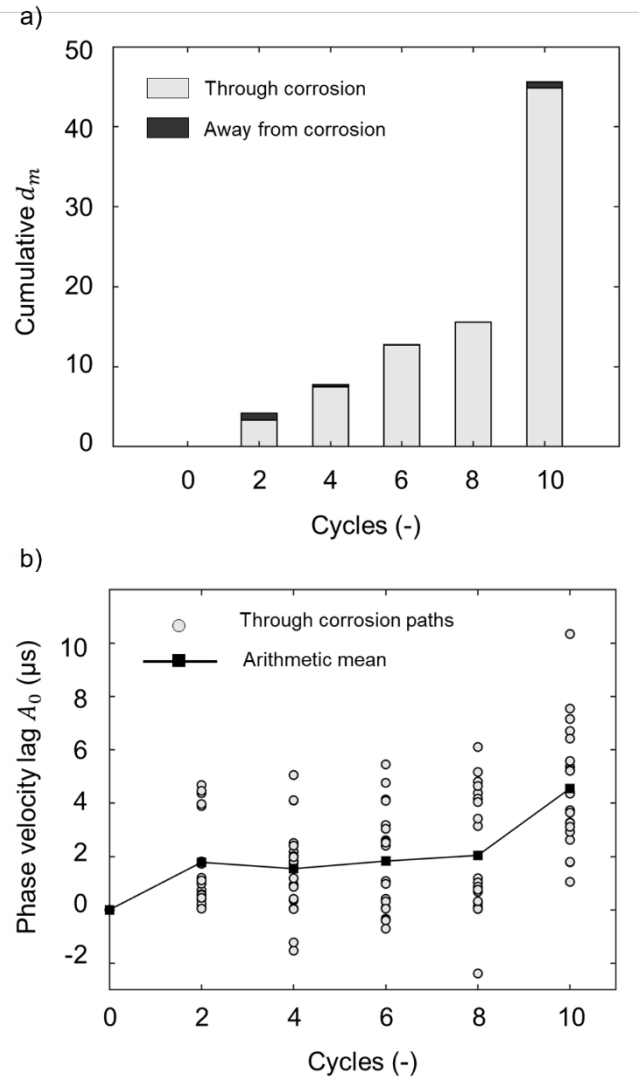 a)
50
40
30
20
10
0
Cumulative d_m
Through corrosion
Away from corrosion
0 2 4 6 8 10
Cycles (-)
b)
10
8
6
4
2
0
-2
Phase velocity lag A_0 (μs)
Through corrosion paths
Arithmetic mean
0 2 4 6 8 10
Cycles (-)